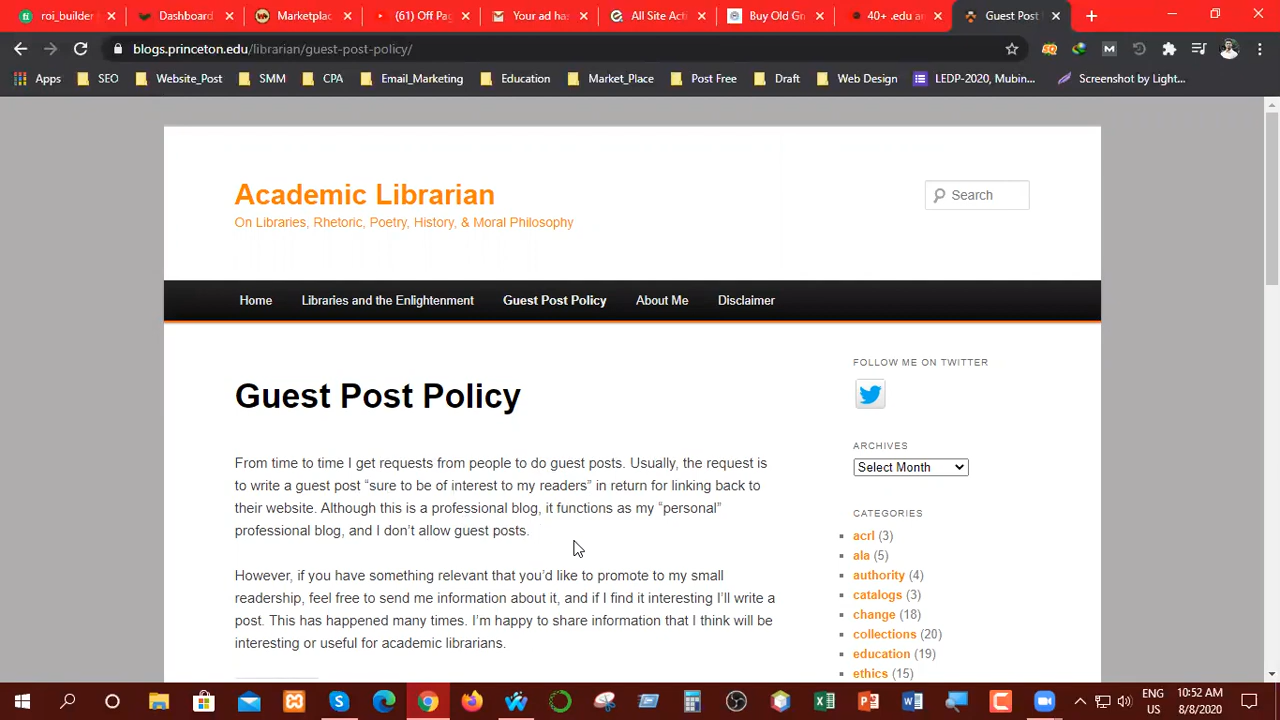 roi_builder
Dashboard
Marketplac
(61) Off Pag
Your ad has
All Site Acti
Buy Old Gm
40+ .edu an
Guest Post
blogs.princeton.edu/librarian/guest-post-policy/
Apps
SEO
Website_Post
SMM
CPA
Email_Marketing
Education
Market_Place
Post Free
Draft
Web Design
LEDP-2020, Mubin...
Screenshot by Light...
Academic Librarian
On Libraries, Rhetoric, Poetry, History, & Moral Philosophy
Search
Home
Libraries and the Enlightenment
Guest Post Policy
About Me
Disclaimer
Guest Post Policy
From time to time I get requests from people to do guest posts. Usually, the request is
to write a guest post “sure to be of interest to my readers” in return for linking back to
their website. Although this is a professional blog, it functions as my “personal”
professional blog, and I don’t allow guest posts.
However, if you have something relevant that you’d like to promote to my small
readership, feel free to send me information about it, and if I find it interesting I’ll write a
post. This has happened many times. I’m happy to share information that I think will be
interesting or useful for academic librarians.
FOLLOW ME ON TWITTER
ARCHIVES
Select Month
CATEGORIES
acrl (3)
ala (5)
authority (4)
catalogs (3)
change (18)
collections (20)
education (19)
ethics (15)
ENG
US
10:52 AM
8/8/2020